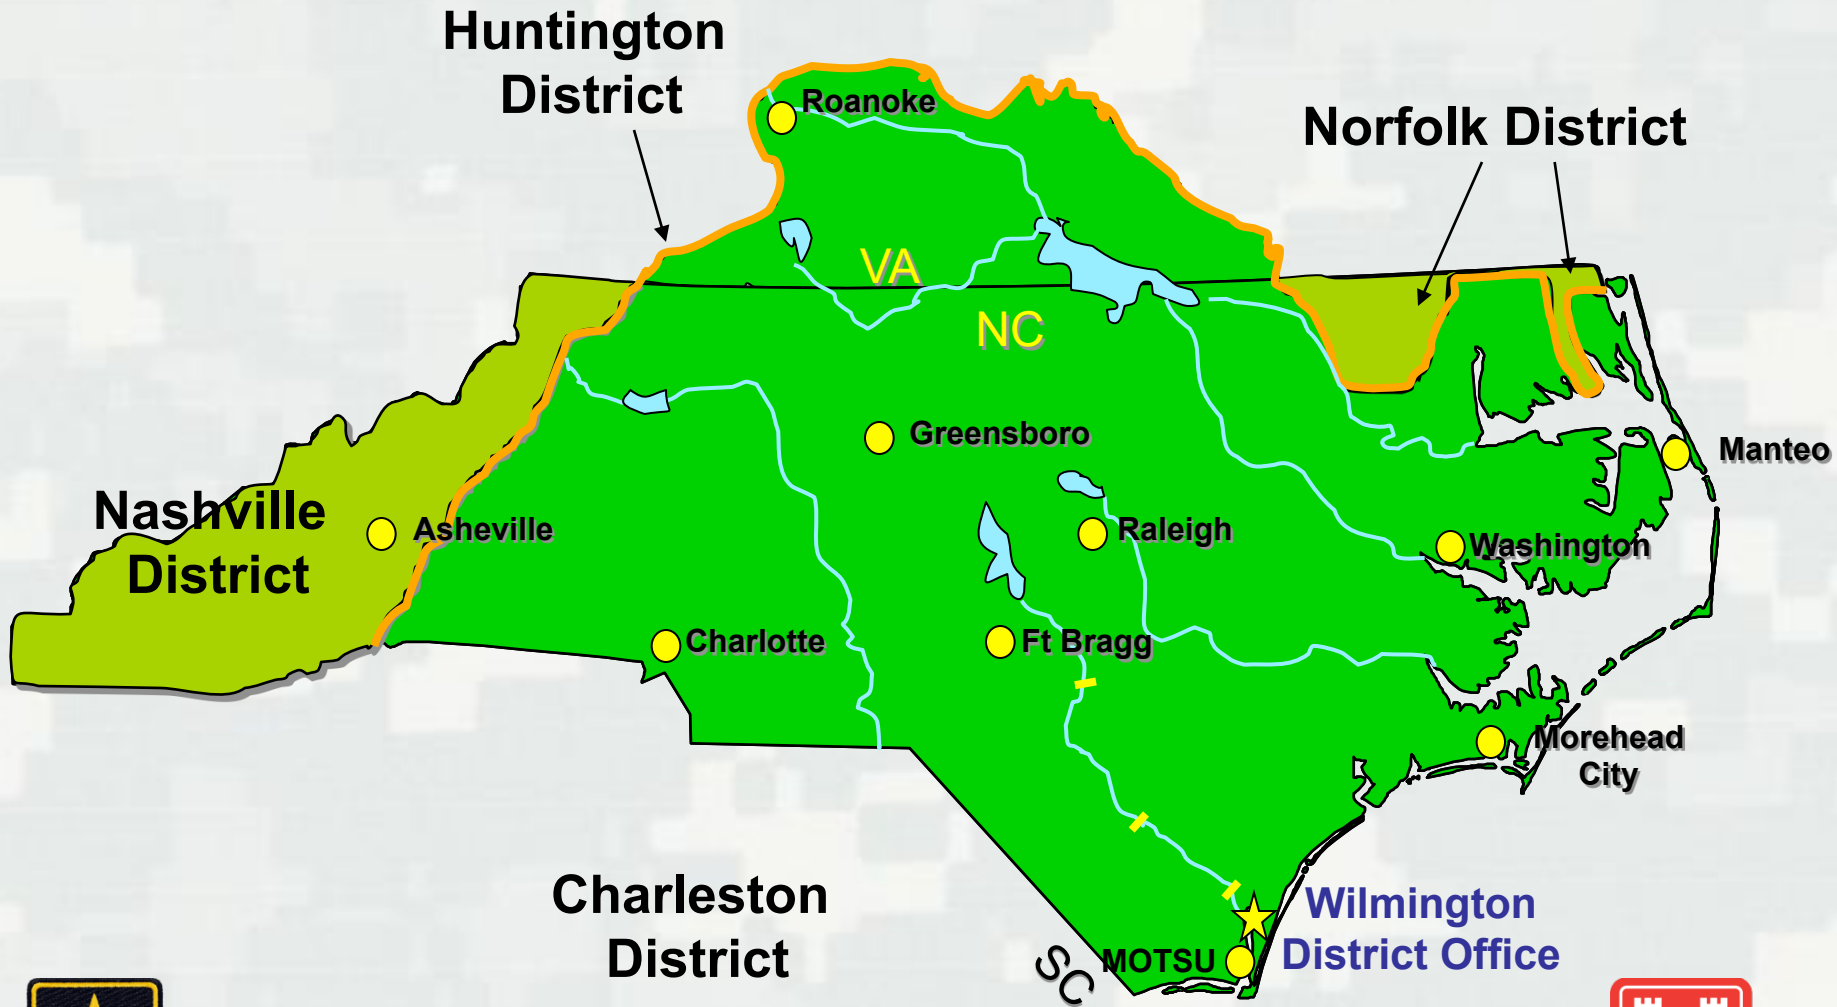 Huntington
District
Roanoke
Norfolk District
VA
NC
Greensboro
Manteo
Nashville
District
Asheville
Raleigh
Washington
Charlotte
Ft Bragg
Morehead
City
Charleston
District
Wilmington
District Office
MOTSU
SC